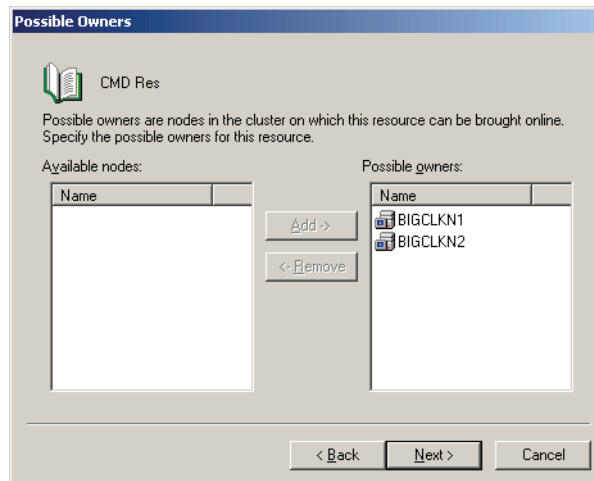 Possible Owners
CMD Res
Possible owners are nodes in the cluster on which this resource can be brought online.
Specify the possible owners for this resource.
Available nodes:
Possible owners:
Name
Name
BIGCLKN1
BIGCLKN2
Add ->
<- Remove
< Back
Next >
Cancel